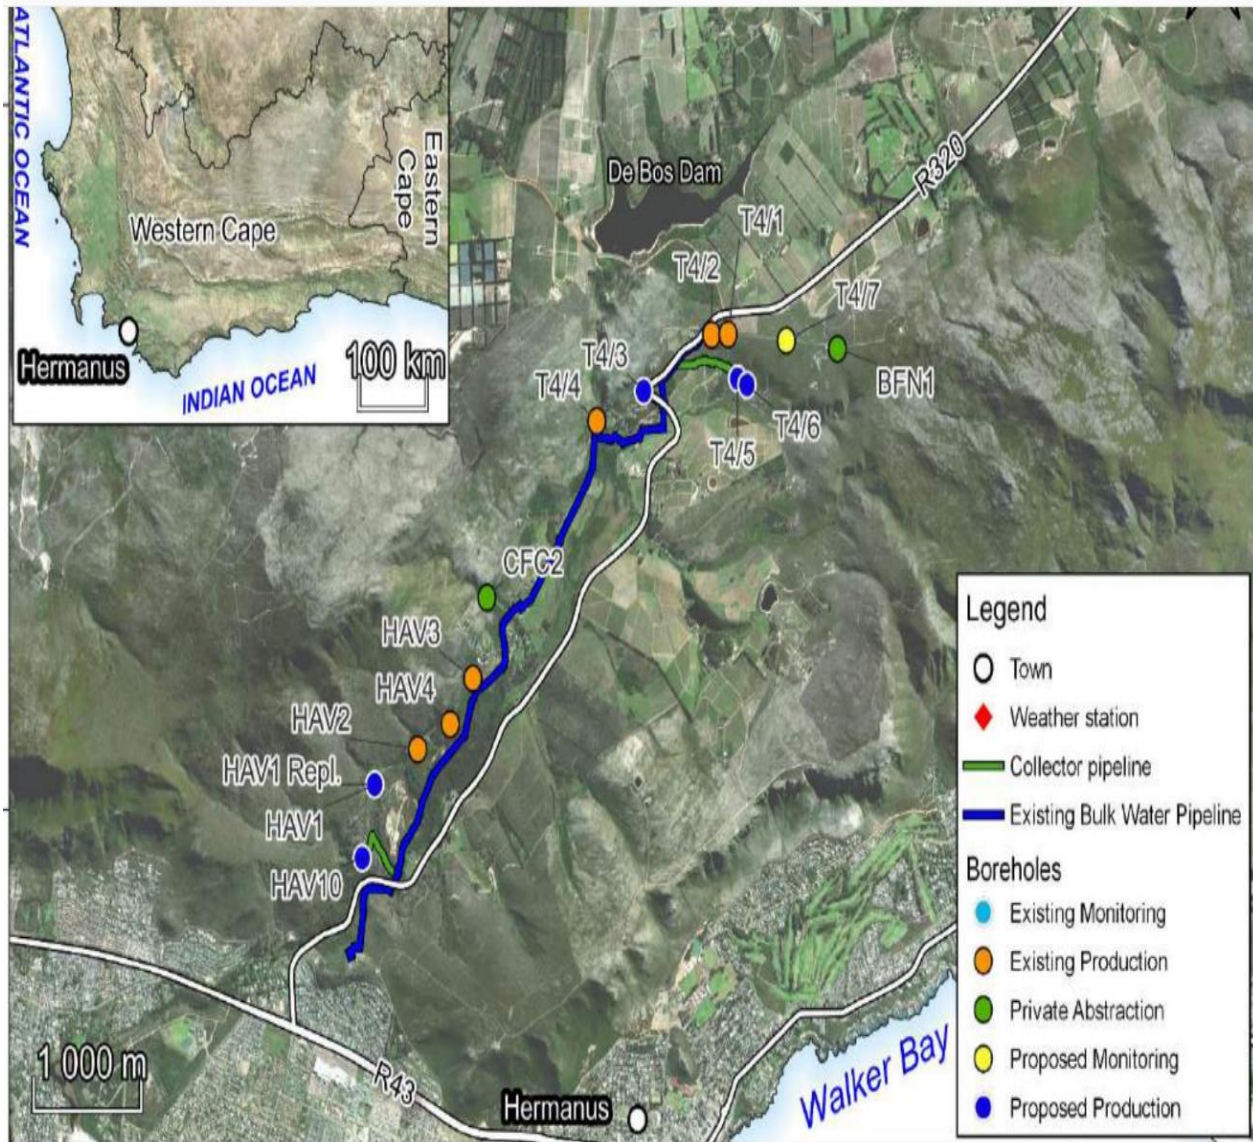 ATLANTIC OCEAN
Eastern
Cape
Western Cape
Hermanus
INDIAN OCEAN
100 km
De Bos Dam
R320
T4/1
T4/2
T4/7
T4/3
T4/4
BFN1
T4/6
T4/5
CFC2
HAV3
HAV4
HAV2
HAV1 Repl.
HAV1
HAV10
1 000 m
R43
Hermanus
Walker Bay
Legend
Town
Weather station
Collector pipeline
Existing Bulk Water Pipeline
Boreholes
Existing Monitoring
Existing Production
Private Abstraction
Proposed Monitoring
Proposed Production